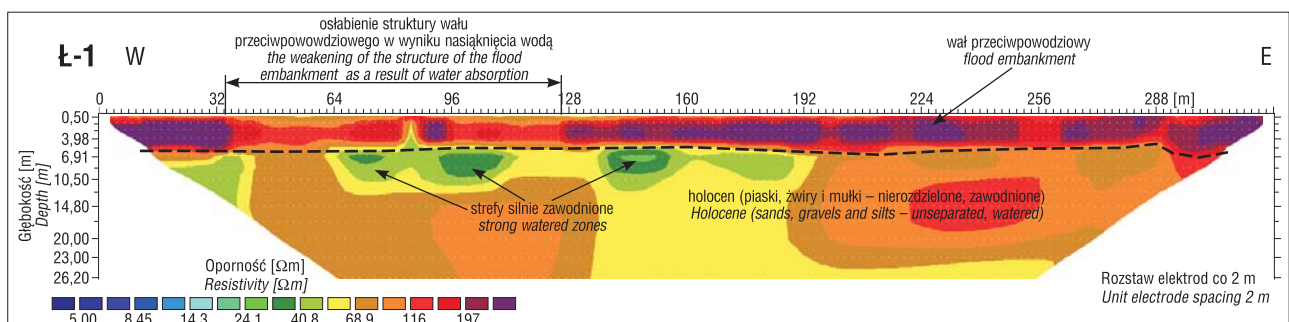 osłabienie struktury wału
przeciwpowowdziowego w wyniku nasiąknięcia wodą
the weakening of the structure of the flood
embankment as a result of water absorption
wał przeciwpowodziowy
flood embankment
Ł-1 W
E
0 32 64 96 128 160 192 224 256 288 [m]
Głębokość [m]
Depth [m]
0,50
3,98
6,91
10,50
14,80
20,00
23,00
26,20
strefy silnie zawodnione
strong watered zones
holocen (piaski, żwiry i mułki – nierozdzielone, zawodnione)
Holocene (sands, gravels and silts – unseparated, watered)
Oporność [Ωm]
Resistivity [Ωm]
5.00 8.45 14.3 24.1 40.8 68.9 116 197
Rozstaw elektrod co 2 m
Unit electrode spacing 2 m